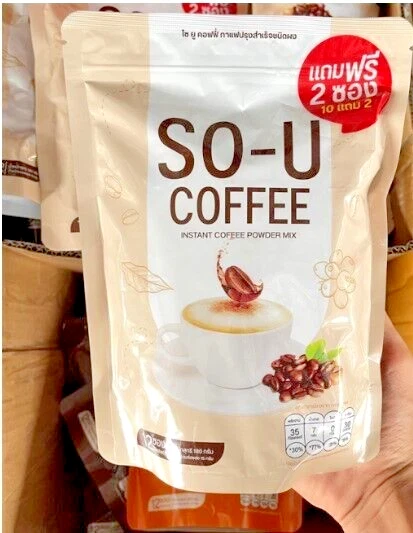 โซ ยู คอฟฟี่ กาแฟปรุงสำเร็จชนิดผง
แถมฟรี
2 ซอง
10 แถม 2
SO-U
COFFEE
INSTANT COFFEE POWDER MIX
35
7